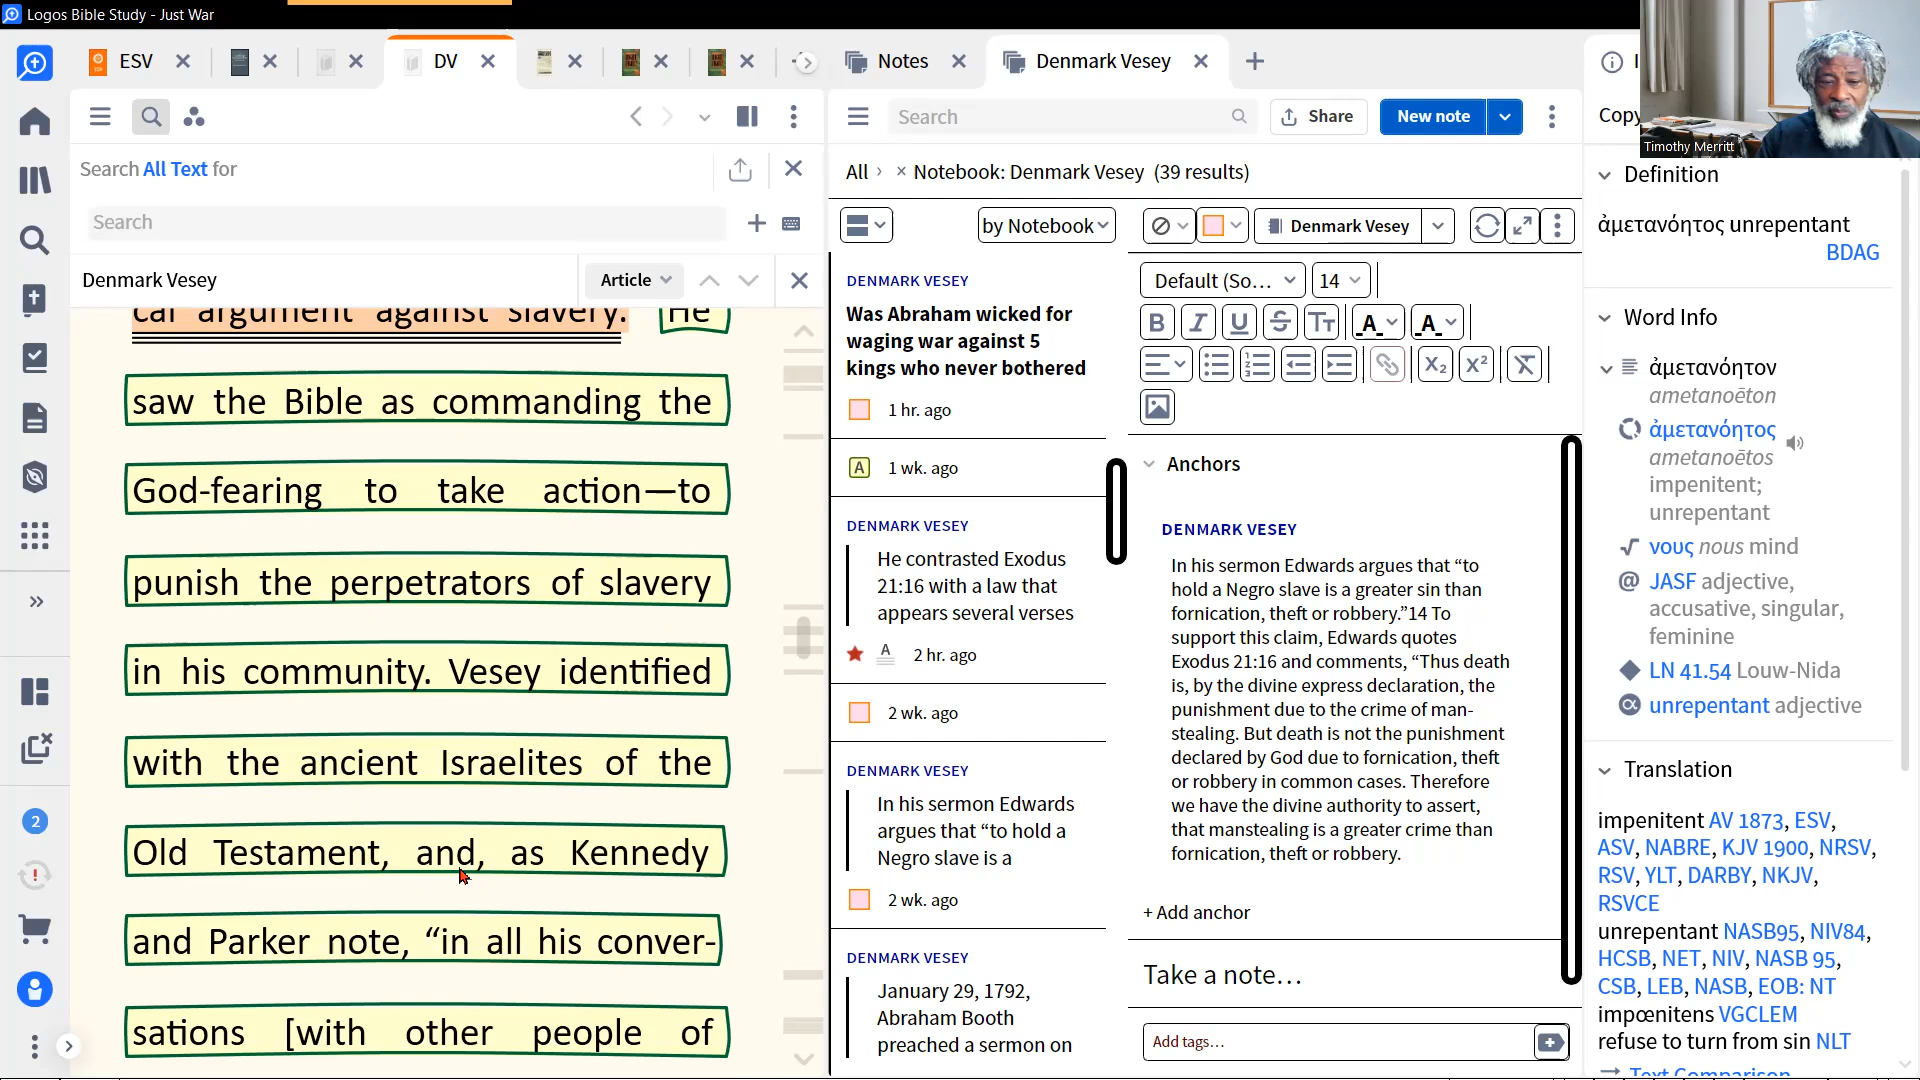 Logos Bible Study - Just War
ESV
DV
Search All Text for
Search
Denmark Vesey
Article
cal argument against slavery. He
saw the Bible as commanding the
God-fearing to take action—to
punish the perpetrators of slavery
in his community. Vesey identified
with the ancient Israelites of the
Old Testament, and, as Kennedy
and Parker note, “in all his conver-
sations [with other people of
2
Notes
Denmark Vesey
Search
Share
New note
All › × Notebook: Denmark Vesey (39 results)
by Notebook
Denmark Vesey
DENMARK VESEY
Was Abraham wicked for
waging war against 5
kings who never bothered
1 hr. ago
A 1 wk. ago
DENMARK VESEY
He contrasted Exodus
21:16 with a law that
appears several verses
A 2 hr. ago
2 wk. ago
DENMARK VESEY
In his sermon Edwards
argues that “to hold a
Negro slave is a
2 wk. ago
DENMARK VESEY
January 29, 1792,
Abraham Booth
preached a sermon on
Default (So… 14
B I U S Tт A A
X₂ X²
Anchors
DENMARK VESEY
In his sermon Edwards argues that “to
hold a Negro slave is a greater sin than
fornication, theft or robbery.”14 To
support this claim, Edwards quotes
Exodus 21:16 and comments, “Thus death
is, by the divine express declaration, the
punishment due to the crime of man-
stealing. But death is not the punishment
declared by God due to fornication, theft
or robbery in common cases. Therefore
we have the divine authority to assert,
that manstealing is a greater crime than
fornication, theft or robbery.
+ Add anchor
Take a note…
Add tags…
Timothy Merritt
Copy
Definition
ἀμετανόητος unrepentant
BDAG
Word Info
ἀμετανόητον
ametanoēton
ἀμετανόητος
ametanoētos
impenitent;
unrepentant
νους nous mind
@ JASF adjective,
accusative, singular,
feminine
LN 41.54 Louw-Nida
unrepentant adjective
Translation
impenitent AV 1873, ESV,
ASV, NABRE, KJV 1900, NRSV,
RSV, YLT, DARBY, NKJV,
RSVCE
unrepentant NASB95, NIV84,
HCSB, NET, NIV, NASB 95,
CSB, LEB, NASB, EOB: NT
impœnitens VGCLEM
refuse to turn from sin NLT
Text Comparison